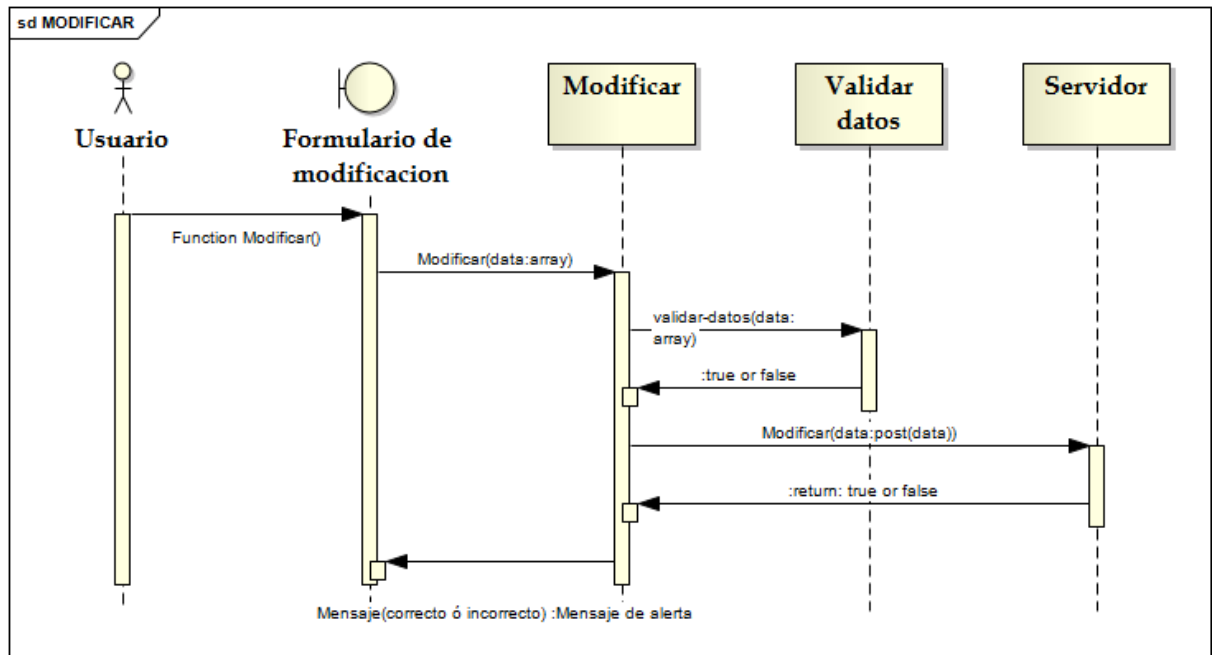 sd MODIFICAR
Usuario
Formulario de
modificacion
Modificar
Validar
datos
Servidor
Function Modificar()
Modificar(data:array)
validar-datos(data:
array)
:true or false
Modificar(data:post(data))
:return: true or false
Mensaje(correcto ó incorrecto) :Mensaje de alerta